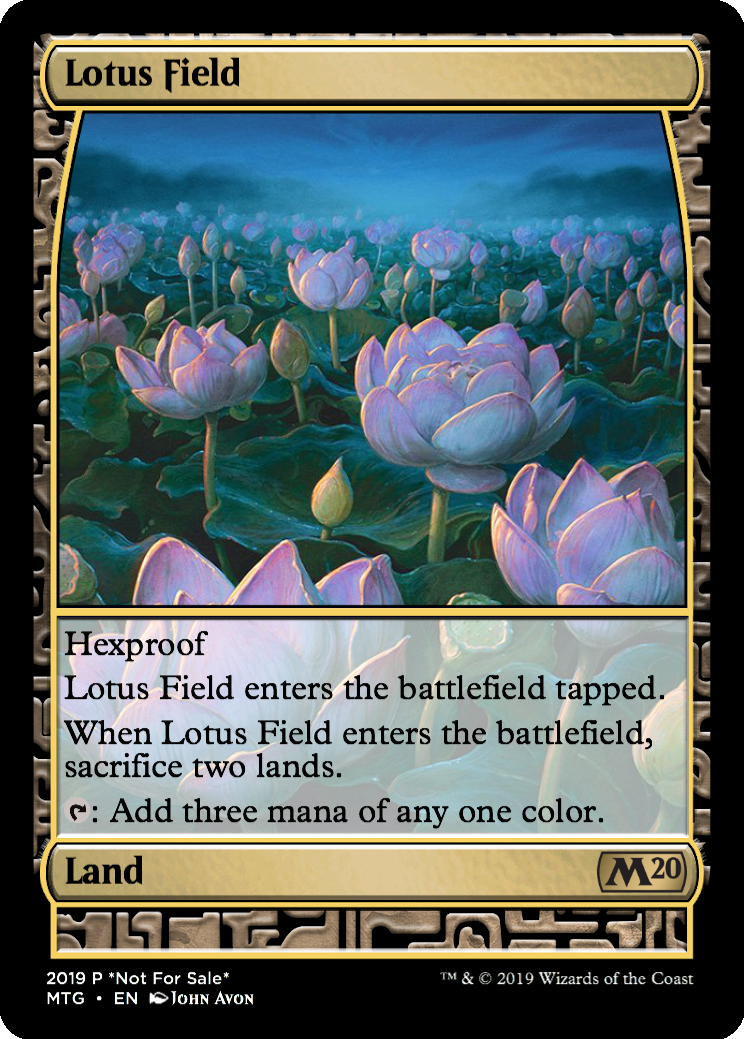 Lotus Field
Hexproof
Lotus Field enters the battlefield tapped.
When Lotus Field enters the battlefield,
sacrifice two lands.
: Add three mana of any one color.
Land
M20
2019 P *Not For Sale*
™ & © 2019 Wizards of the Coast
MTG • EN John Avon